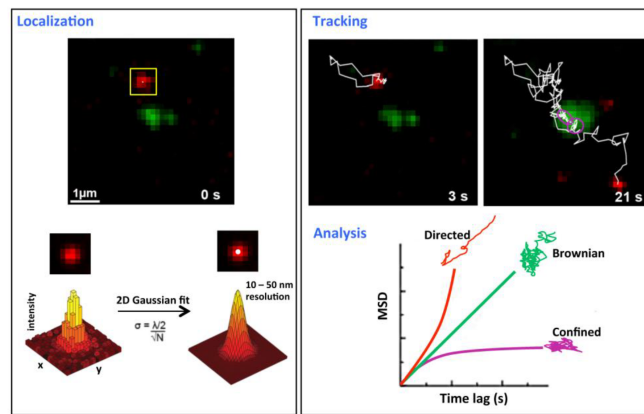 Localization
1µm
0 s
intensity
x
y
2D Gaussian fit
σ = λ/2
√N
10 – 50 nm
resolution
Tracking
3 s
21 s
Analysis
Directed
Brownian
Confined
MSD
Time lag (s)